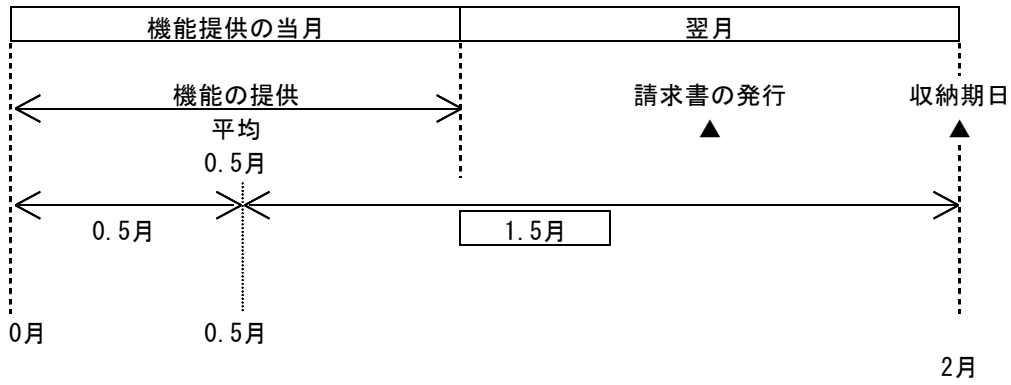 機能提供の当月 翌月
機能の提供 請求書の発行 収納期日
平均 ▲ ▲
0.5月
0.5月 1.5月
0月 0.5月
2月